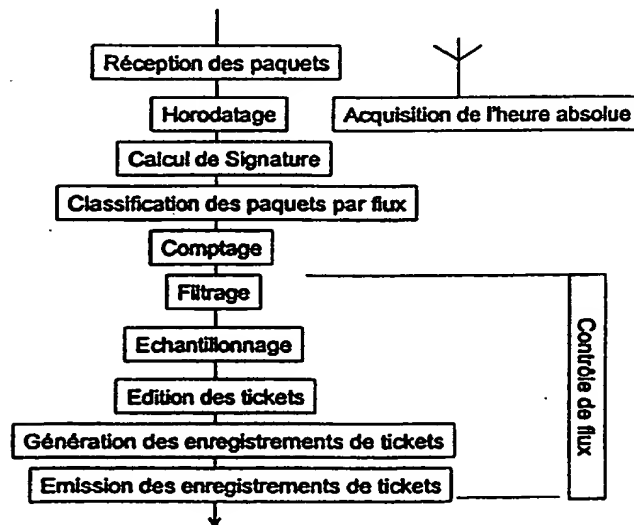 Réception des paquets
Horodatage
Acquisition de l'heure absolue
Calcul de Signature
Classification des paquets par flux
Comptage
Filtrage
Echantillonnage
Edition des tickets
Génération des enregistrements de tickets
Emission des enregistrements de tickets
Contrôle de flux